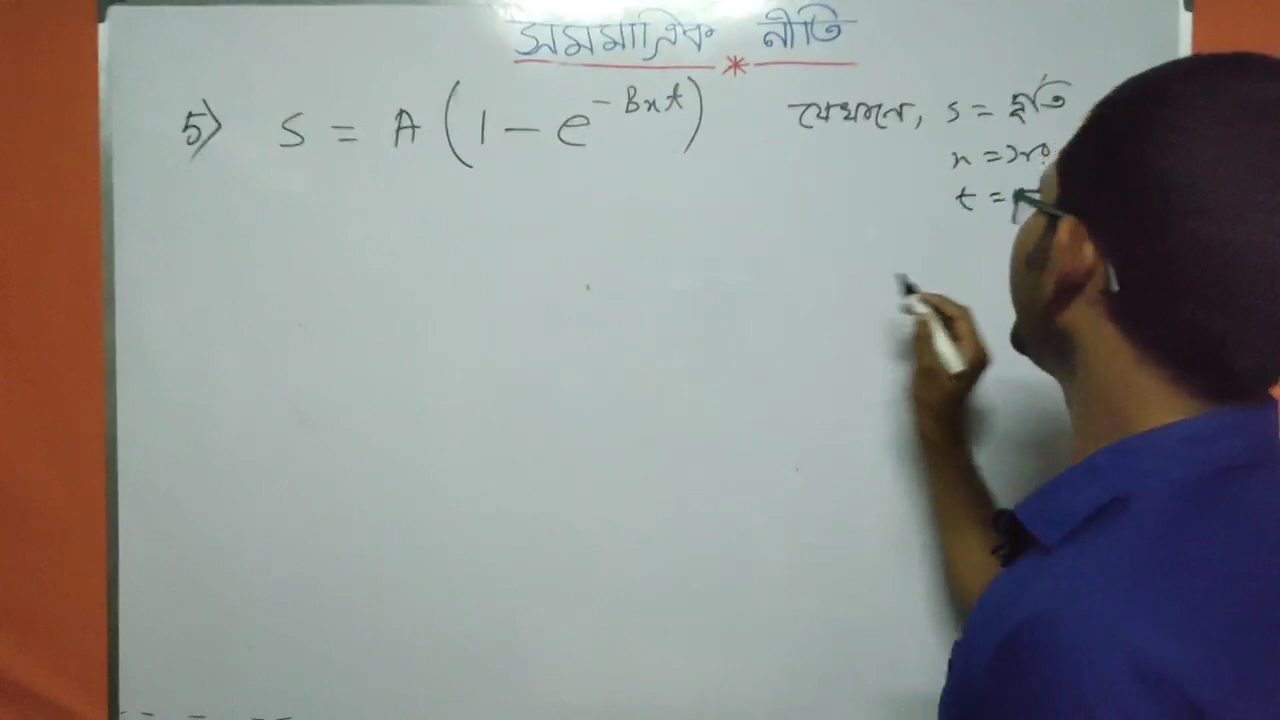 সমমাত্রিক * নীতি
5) S = A (1 - e^{-Bxt}) যেখানে, s = দ্রুতি
x =
t =